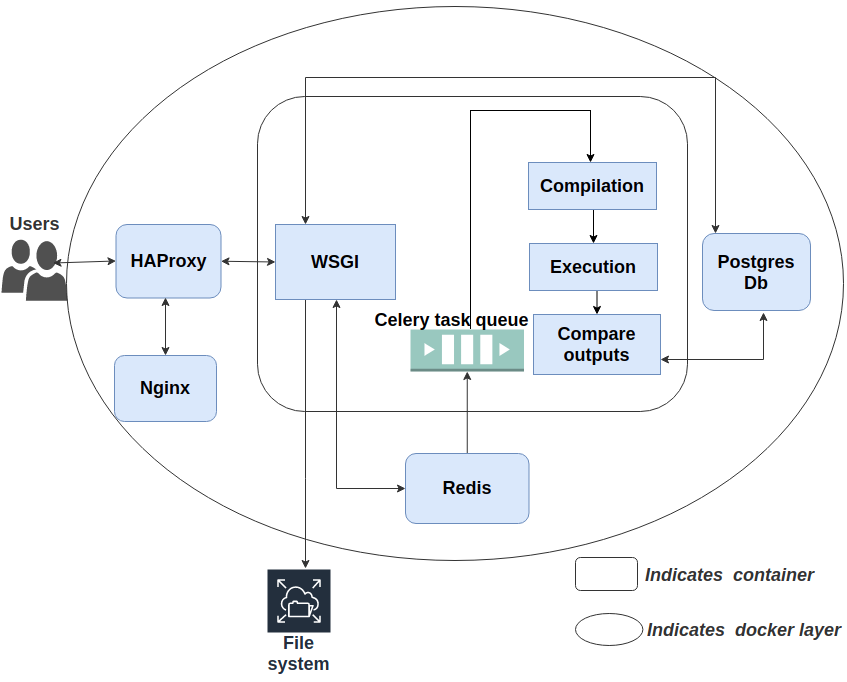 Users
HAProxy
Nginx
WSGI
Celery task queue
Compilation
Execution
Compare
outputs
Postgres
Db
Redis
File
system
Indicates container
Indicates docker layer